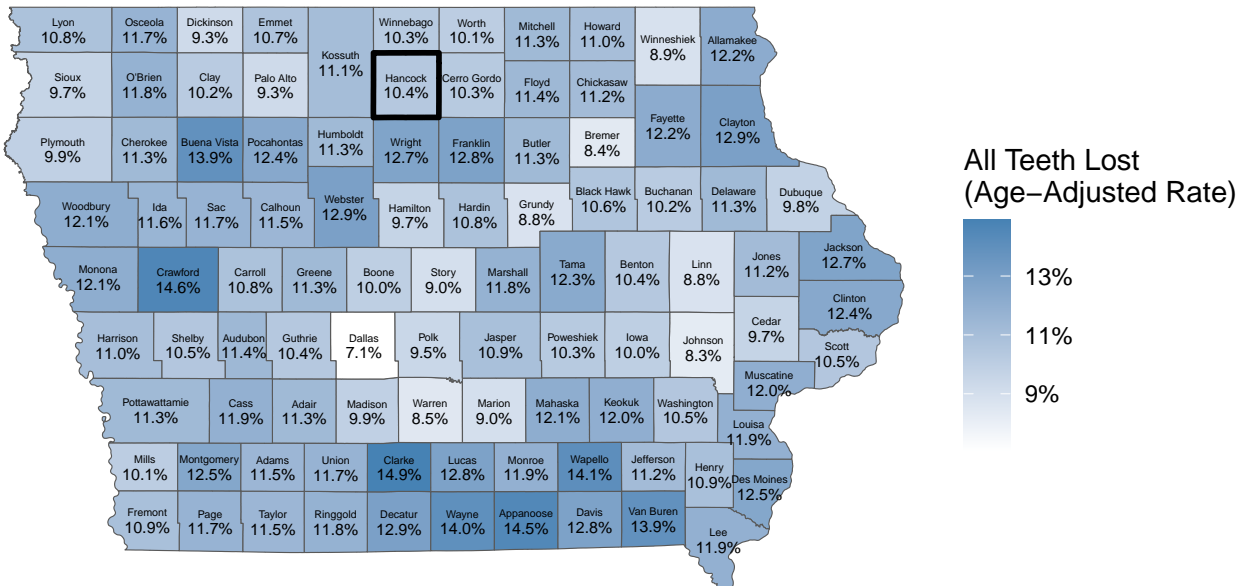 Lyon
10.8%
Osceola
11.7%
Dickinson
9.3%
Emmet
10.7%
Kossuth
11.1%
Winnebago
10.3%
Worth
10.1%
Mitchell
11.3%
Howard
11.0%
Winneshiek
8.9%
Allamakee
12.2%
Sioux
9.7%
O'Brien
11.8%
Clay
10.2%
Palo Alto
9.3%
Hancock
10.4%
Cerro Gordo
10.3%
Floyd
11.4%
Chickasaw
11.2%
Fayette
12.2%
Clayton
12.9%
Plymouth
9.9%
Cherokee
11.3%
Buena Vista
13.9%
Pocahontas
12.4%
Humboldt
11.3%
Wright
12.7%
Franklin
12.8%
Butler
11.3%
Bremer
8.4%
Woodbury
12.1%
Ida
11.6%
Sac
11.7%
Calhoun
11.5%
Webster
12.9%
Hamilton
9.7%
Hardin
10.8%
Grundy
8.8%
Black Hawk
10.6%
Buchanan
10.2%
Delaware
11.3%
Dubuque
9.8%
Monona
12.1%
Crawford
14.6%
Carroll
10.8%
Greene
11.3%
Boone
10.0%
Story
9.0%
Marshall
11.8%
Tama
12.3%
Benton
10.4%
Linn
8.8%
Jones
11.2%
Jackson
12.7%
Clinton
12.4%
Harrison
11.0%
Shelby
10.5%
Audubon
11.4%
Guthrie
10.4%
Dallas
7.1%
Polk
9.5%
Jasper
10.9%
Poweshiek
10.3%
Iowa
10.0%
Johnson
8.3%
Cedar
9.7%
Scott
10.5%
Muscatine
12.0%
Pottawattamie
11.3%
Cass
11.9%
Adair
11.3%
Madison
9.9%
Warren
8.5%
Marion
9.0%
Mahaska
12.1%
Keokuk
12.0%
Washington
10.5%
Louisa
11.9%
Mills
10.1%
Montgomery
12.5%
Adams
11.5%
Union
11.7%
Clarke
14.9%
Lucas
12.8%
Monroe
11.9%
Wapello
14.1%
Jefferson
11.2%
Henry
10.9%
Des Moines
12.5%
Fremont
10.9%
Page
11.7%
Taylor
11.5%
Ringgold
11.8%
Decatur
12.9%
Wayne
14.0%
Appanoose
14.5%
Davis
12.8%
Van Buren
13.9%
Lee
11.9%
All Teeth Lost
(Age−Adjusted Rate)
13%
11%
9%